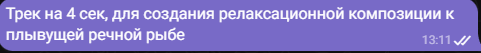 Трек на 4 сек, для создания релаксационной композиции к
плывущей речной рыбе
13:11